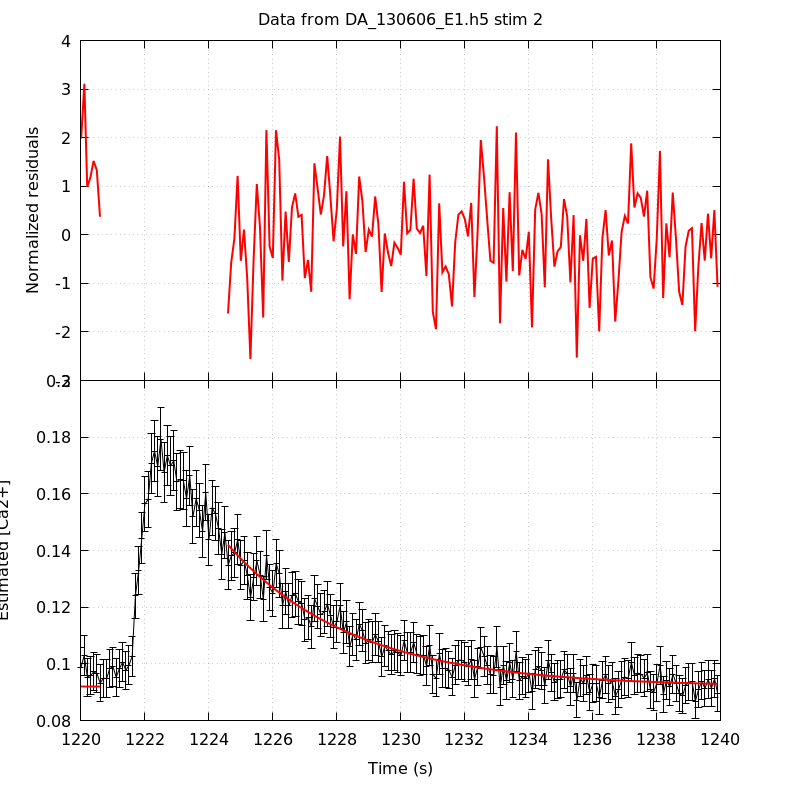 Data from DA_130606_E1.h5 stim 2
Normalized residuals
4
3
2
1
0
-1
-2
Estimated [Ca2+]
0.18
0.16
0.14
0.12
0.1
0.08
1220 1222 1224 1226 1228 1230 1232 1234 1236 1238 1240
Time (s)